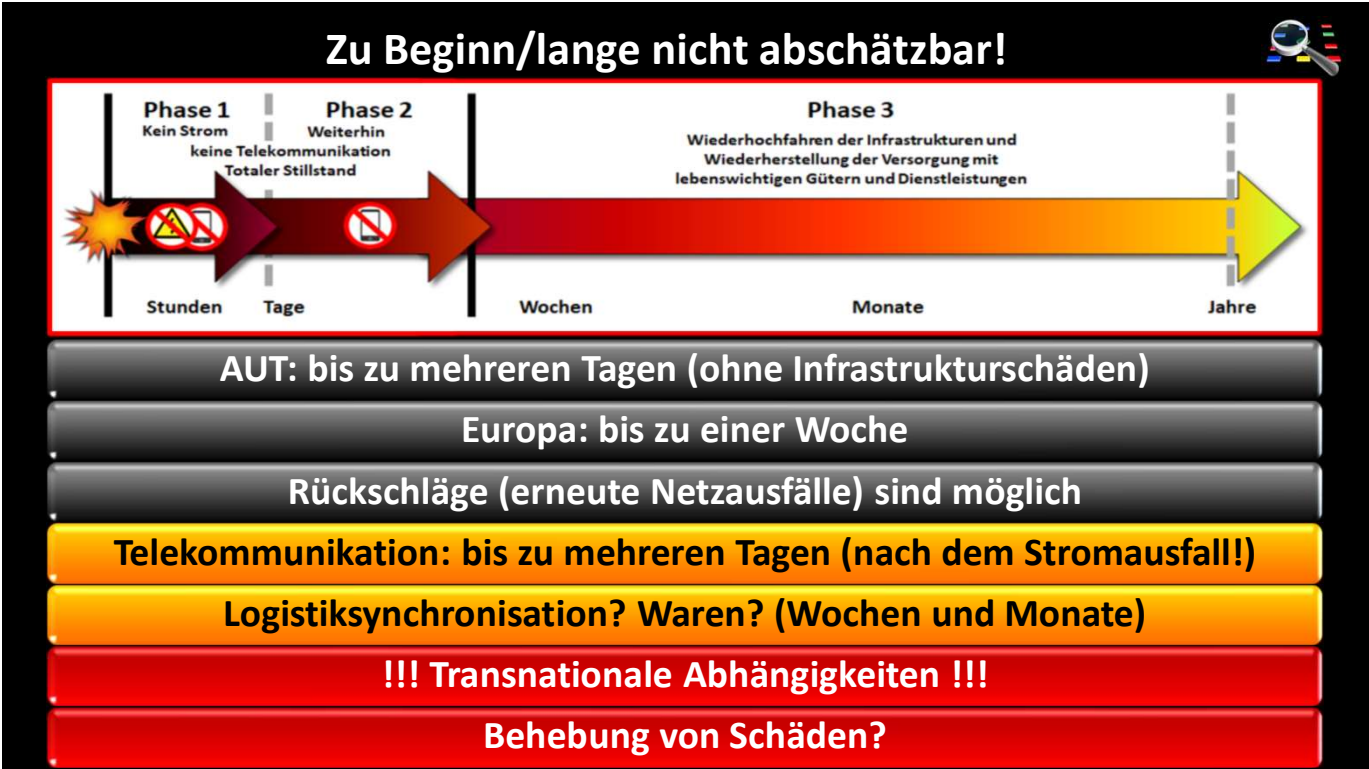 Zu Beginn/lange nicht abschätzbar!
Phase 1
Kein Strom
Phase 2
Weiterhin
keine Telekommunikation
Totaler Stillstand
Phase 3
Wiederhochfahren der Infrastrukturen und
Wiederherstellung der Versorgung mit
lebenswichtigen Gütern und Dienstleistungen
Stunden
Tage
Wochen
Monate
Jahre
AUT: bis zu mehreren Tagen (ohne Infrastrukturschäden)
Europa: bis zu einer Woche
Rückschläge (erneute Netzausfälle) sind möglich
Telekommunikation: bis zu mehreren Tagen (nach dem Stromausfall!)
Logistiksynchronisation? Waren? (Wochen und Monate)
!!! Transnationale Abhängigkeiten !!!
Behebung von Schäden?